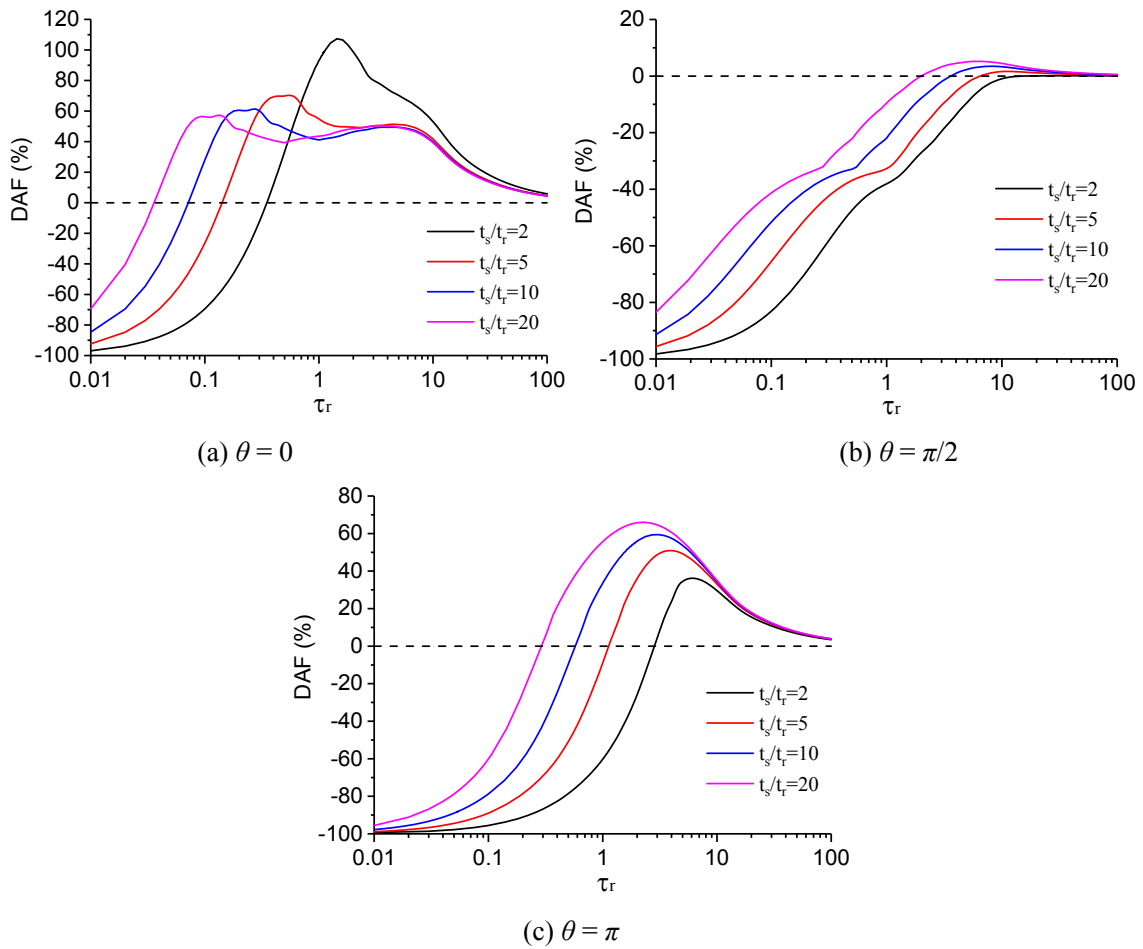 120
100
80
60
40
20
0
-20
-40
-60
-80
-100
DAF (%)
0.01 0.1 1 10 100
τr
ts/tr=2
ts/tr=5
ts/tr=10
ts/tr=20
(a) θ = 0
20
0
-20
-40
-60
-80
-100
DAF (%)
0.01 0.1 1 10 100
τr
ts/tr=2
ts/tr=5
ts/tr=10
ts/tr=20
(b) θ = π/2
80
60
40
20
0
-20
-40
-60
-80
-100
DAF (%)
0.01 0.1 1 10 100
τr
ts/tr=2
ts/tr=5
ts/tr=10
ts/tr=20
(c) θ = π